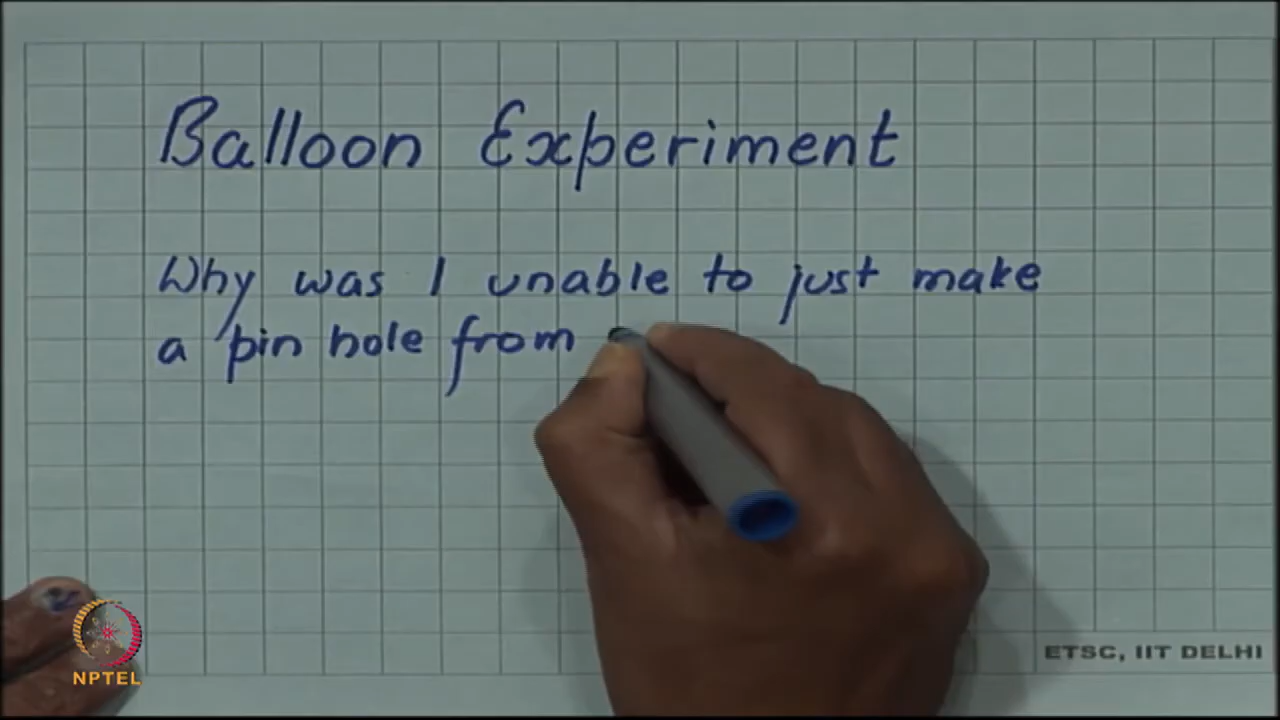 Balloon Experiment
Why was I unable to just make
a pin hole from
NPTEL
ETSC, IIT DELHI